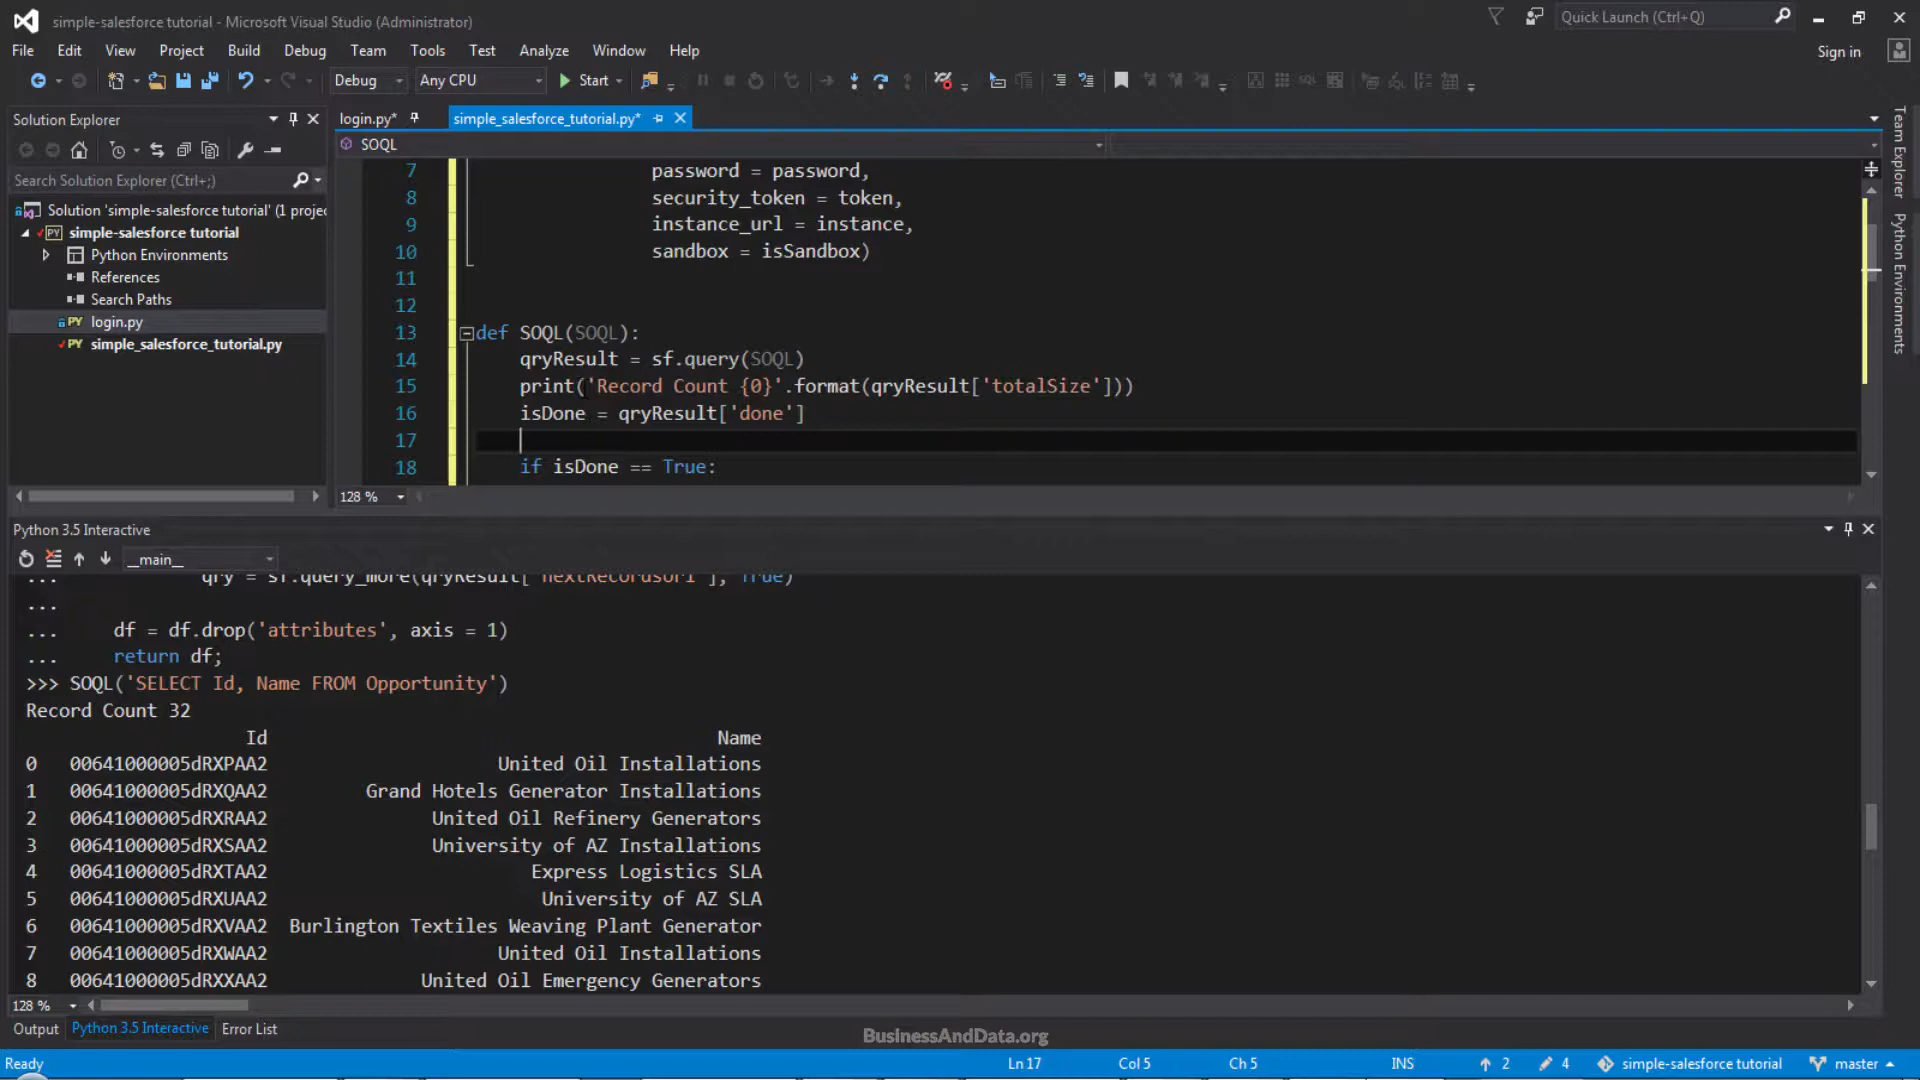 simple-salesforce tutorial - Microsoft Visual Studio (Administrator)
Quick Launch (Ctrl+Q)
File Edit View Project Build Debug Team Tools Test Analyze Window Help
Sign in
Debug Any CPU Start
Solution Explorer
login.py* simple_salesforce_tutorial.py*
SOQL
Search Solution Explorer (Ctrl+;)
Solution 'simple-salesforce tutorial' (1 projec
PY simple-salesforce tutorial
Python Environments
References
Search Paths
PY login.py
PY simple_salesforce_tutorial.py
7 password = password,
8 security_token = token,
9 instance_url = instance,
10 sandbox = isSandbox)
11
12
13 def SOQL(SOQL):
14 qryResult = sf.query(SOQL)
15 print('Record Count {0}'.format(qryResult['totalSize']))
16 isDone = qryResult['done']
17
18 if isDone == True:
128 %
Team Explorer
Python Environments
Python 3.5 Interactive
__main__
... qry = sf.query_more(qryResult['nextRecordsUrl'], True)
...
... df = df.drop('attributes', axis = 1)
... return df;
>>> SOQL('SELECT Id, Name FROM Opportunity')
Record Count 32
Id Name
0 00641000005dRXPAA2 United Oil Installations
1 00641000005dRXQAA2 Grand Hotels Generator Installations
2 00641000005dRXRAA2 United Oil Refinery Generators
3 00641000005dRXSAA2 University of AZ Installations
4 00641000005dRXTAA2 Express Logistics SLA
5 00641000005dRXUAA2 University of AZ SLA
6 00641000005dRXVAA2 Burlington Textiles Weaving Plant Generator
7 00641000005dRXWAA2 United Oil Installations
8 00641000005dRXXAA2 United Oil Emergency Generators
128 %
Output Python 3.5 Interactive Error List
BusinessAndData.org
Ready Ln 17 Col 5 Ch 5 INS 2 4 simple-salesforce tutorial master